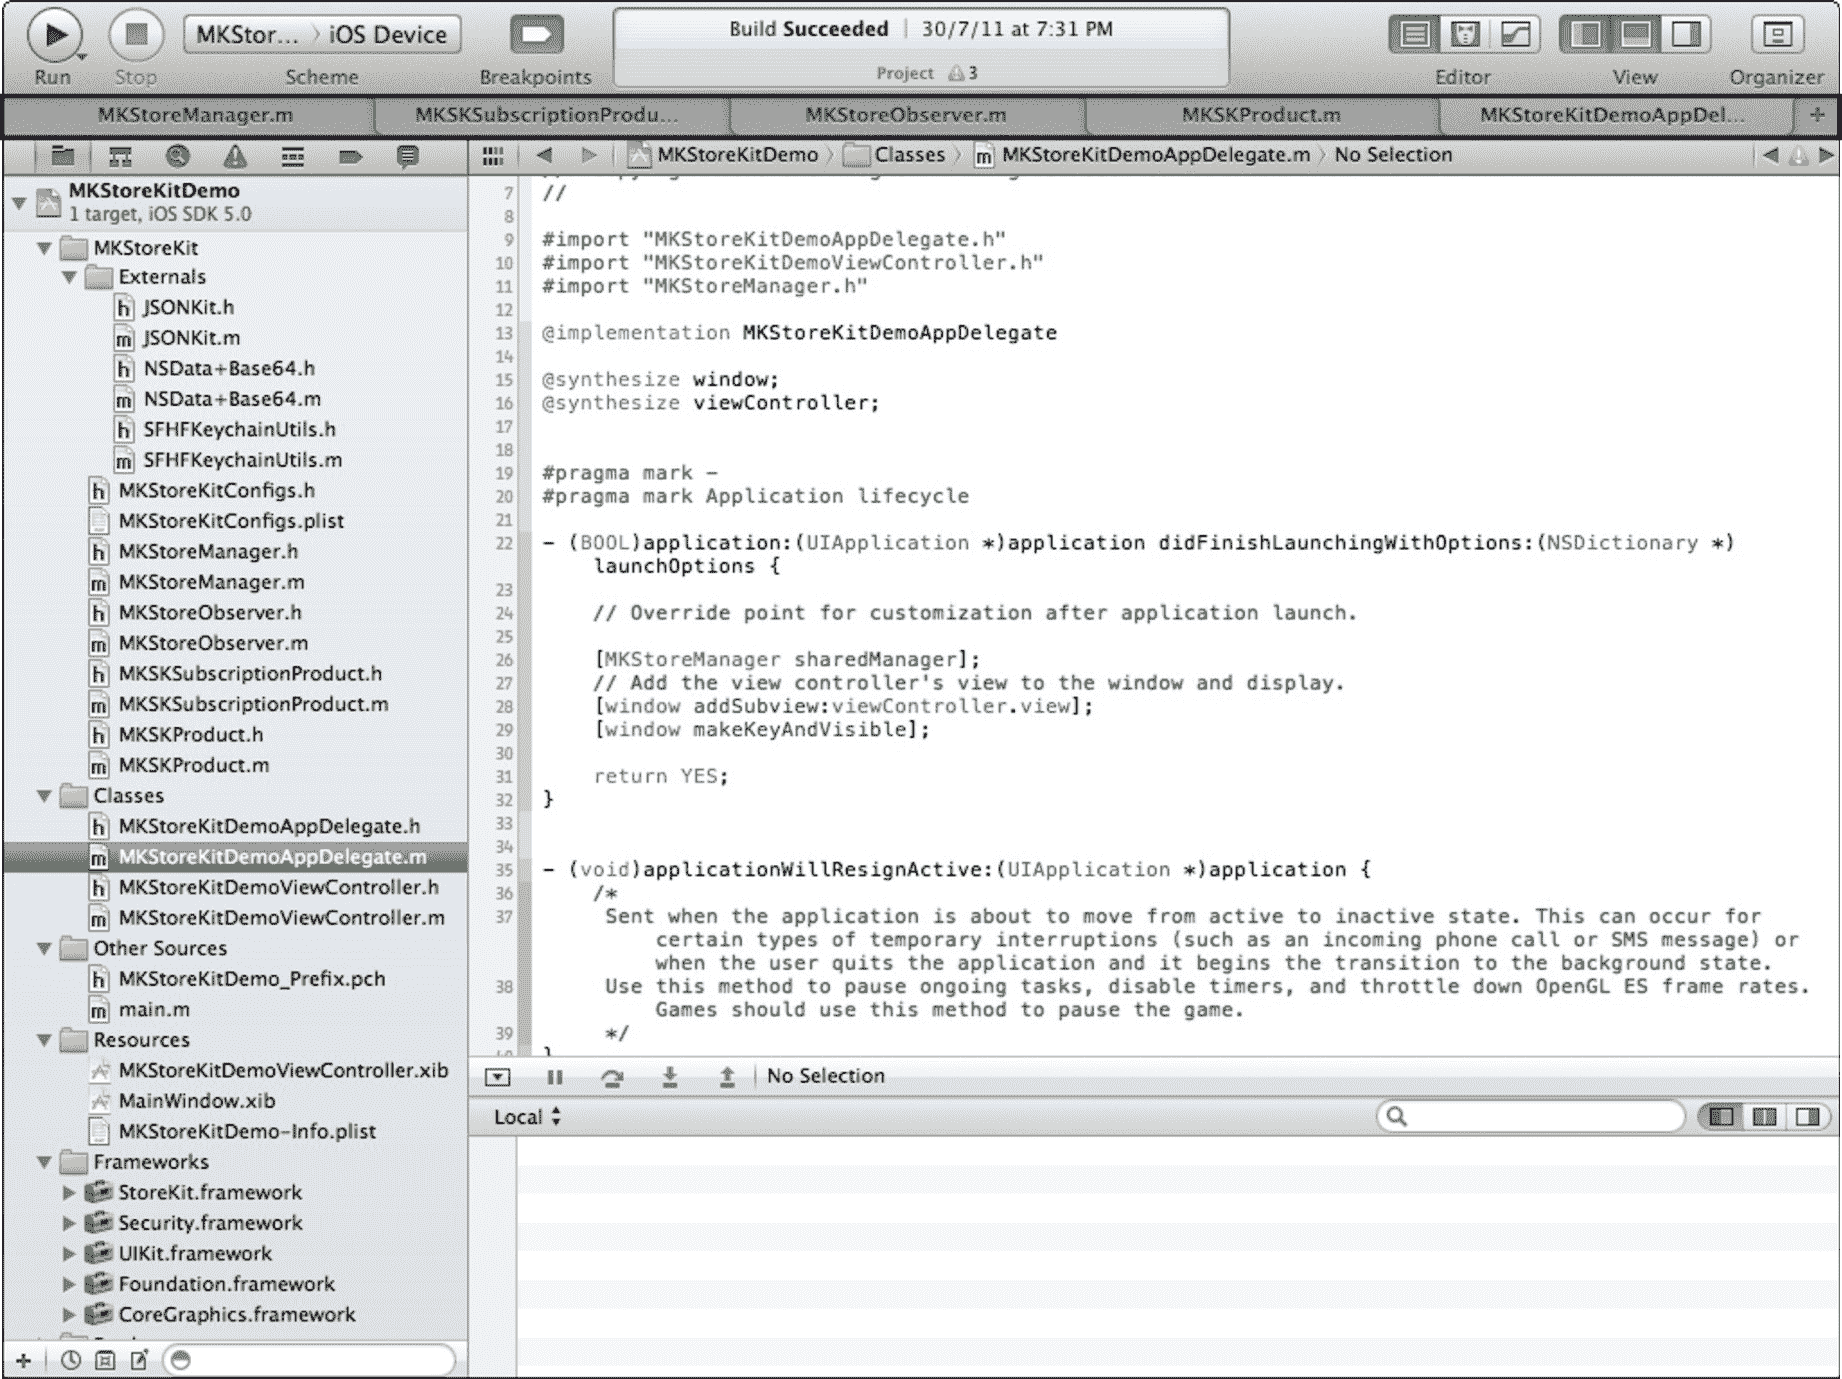 MKStor... iOS Device
Build Succeeded | 30/7/11 at 7:31 PM
Project 3
Run Stop Scheme Breakpoints Editor View Organizer
MKStoreManager.m MKSKSubscriptionProdu... MKStoreObserver.m MKSKProduct.m MKStoreKitDemoAppDel... +
MKStoreKitDemo Classes m MKStoreKitDemoAppDelegate.m No Selection
MKStoreKitDemo
1 target, iOS SDK 5.0
MKStoreKit
Externals
h JSONKit.h
m JSONKit.m
h NSData+Base64.h
m NSData+Base64.m
h SFHFKeychainUtils.h
m SFHFKeychainUtils.m
h MKStoreKitConfigs.h
MKStoreKitConfigs.plist
h MKStoreManager.h
m MKStoreManager.m
h MKStoreObserver.h
m MKStoreObserver.m
h MKSKSubscriptionProduct.h
m MKSKSubscriptionProduct.m
h MKSKProduct.h
m MKSKProduct.m
Classes
h MKStoreKitDemoAppDelegate.h
m MKStoreKitDemoAppDelegate.m
h MKStoreKitDemoViewController.h
m MKStoreKitDemoViewController.m
Other Sources
h MKStoreKitDemo_Prefix.pch
m main.m
Resources
MKStoreKitDemoViewController.xib
MainWindow.xib
MKStoreKitDemo-Info.plist
Frameworks
StoreKit.framework
Security.framework
UIKit.framework
Foundation.framework
CoreGraphics.framework
7 //
8
9 #import "MKStoreKitDemoAppDelegate.h"
10 #import "MKStoreKitDemoViewController.h"
11 #import "MKStoreManager.h"
12
13 @implementation MKStoreKitDemoAppDelegate
14
15 @synthesize window;
16 @synthesize viewController;
17
18
19 #pragma mark -
20 #pragma mark Application lifecycle
21
22 - (BOOL)application:(UIApplication *)application didFinishLaunchingWithOptions:(NSDictionary *)
launchOptions {
23
24 // Override point for customization after application launch.
25
26 [MKStoreManager sharedManager];
27 // Add the view controller's view to the window and display.
28 [window addSubview:viewController.view];
29 [window makeKeyAndVisible];
30
31 return YES;
32 }
33
34
35 - (void)applicationWillResignActive:(UIApplication *)application {
36 /*
37 Sent when the application is about to move from active to inactive state. This can occur for
certain types of temporary interruptions (such as an incoming phone call or SMS message) or
when the user quits the application and it begins the transition to the background state.
38 Use this method to pause ongoing tasks, disable timers, and throttle down OpenGL ES frame rates.
Games should use this method to pause the game.
39 */
No Selection
Local